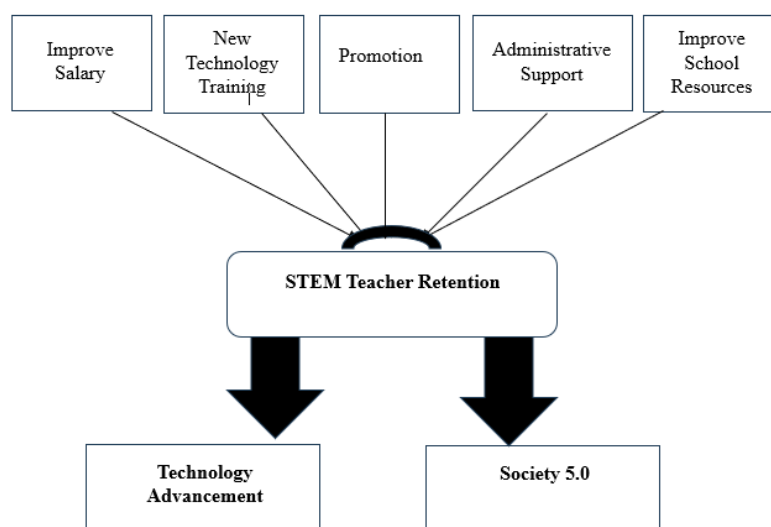 Improve
Salary
New
Technology
Training
Promotion
Administrative
Support
Improve
School
Resources
STEM Teacher Retention
Technology
Advancement
Society 5.0